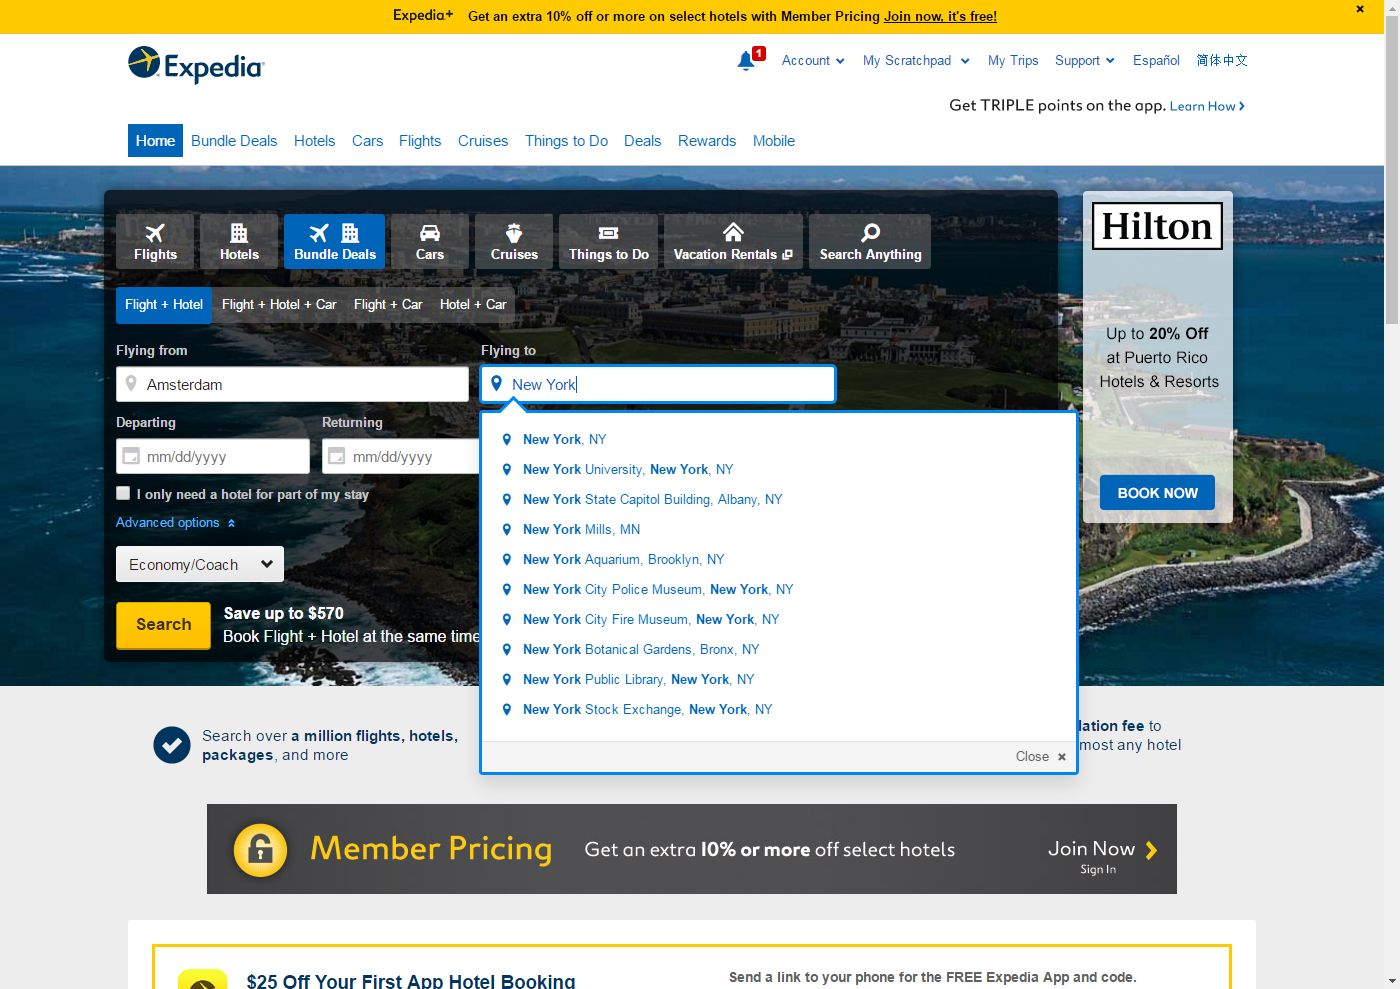 Expedia+ Get an extra 10% off or more on select hotels with Member Pricing Join now, it's free!
Expedia
1 Account My Scratchpad My Trips Support Español 简体中文
Get TRIPLE points on the app. Learn How
Home Bundle Deals Hotels Cars Flights Cruises Things to Do Deals Rewards Mobile
Flights Hotels Bundle Deals Cars Cruises Things to Do Vacation Rentals Search Anything
Flight + Hotel Flight + Hotel + Car Flight + Car Hotel + Car
Flying from Flying to
Amsterdam New York
Departing Returning
mm/dd/yyyy mm/dd/yyyy
I only need a hotel for part of my stay
Advanced options
Economy/Coach
Search
Save up to $570
Book Flight + Hotel at the same time
New York, NY
New York University, New York, NY
New York State Capitol Building, Albany, NY
New York Mills, MN
New York Aquarium, Brooklyn, NY
New York City Police Museum, New York, NY
New York City Fire Museum, New York, NY
New York Botanical Gardens, Bronx, NY
New York Public Library, New York, NY
New York Stock Exchange, New York, NY
Close
Hilton
Up to 20% Off
at Puerto Rico
Hotels & Resorts
BOOK NOW
Search over a million flights, hotels,
packages, and more
lation fee to
most any hotel
Member Pricing Get an extra 10% or more off select hotels Join Now
Sign In
$25 Off Your First App Hotel Booking
Send a link to your phone for the FREE Expedia App and code.